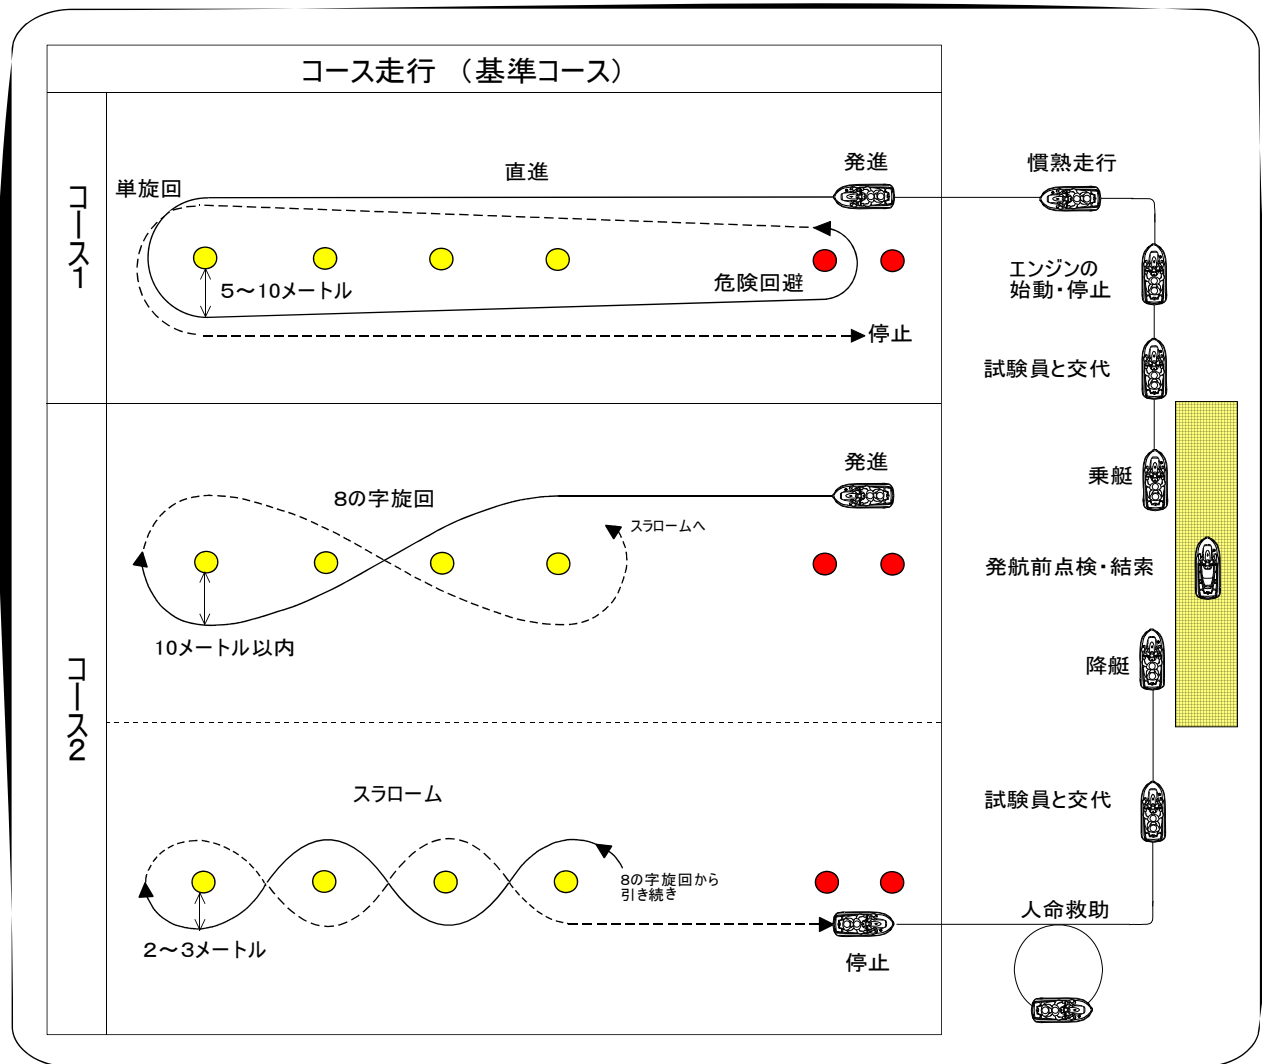 コース走行 (基準コース)
コース1
単旋回
直進
発進
慣熟走行
5~10メートル
危険回避
停止
エンジンの
始動・停止
試験員と交代
コース2
8の字旋回
発進
スラロームへ
10メートル以内
乗艇
発航前点検・結索
降艇
スラローム
8の字旋回から
引き続き
2~3メートル
停止
試験員と交代
人命救助